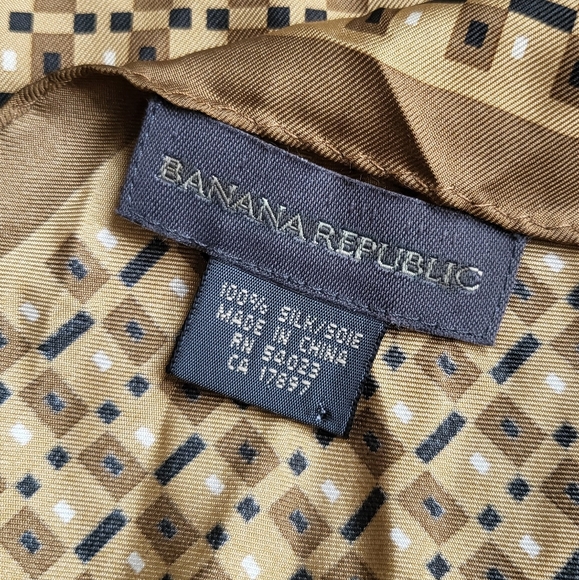 BANANA REPUBLIC
100% SILK/SOIE
MADE IN CHINA
RN 54023
CA 17897